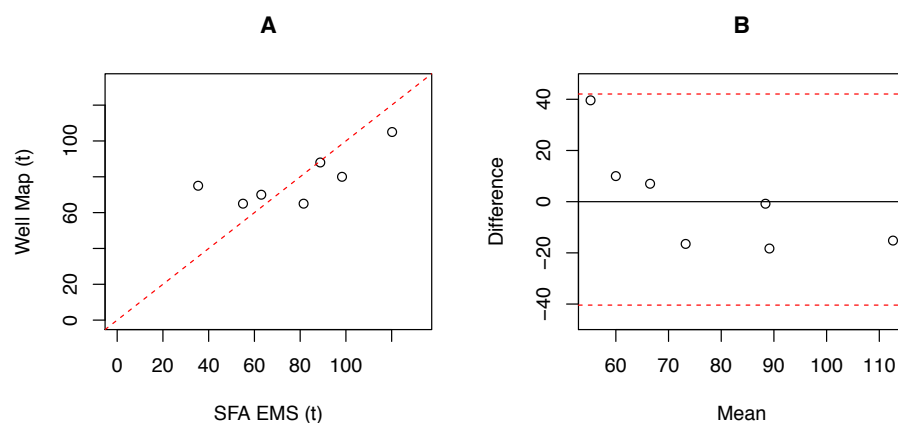 A
Well Map (t)
0 20 60 100
0 20 40 60 80 100
SFA EMS (t)
B
Difference
−40 −20 0 20 40
60 70 80 90 100 110
Mean